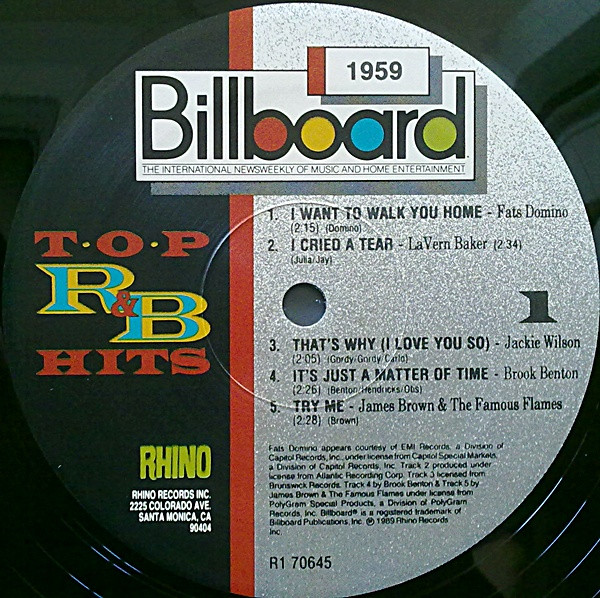 1959
Billboard
THE INTERNATIONAL NEWSWEEKLY OF MUSIC AND HOME ENTERTAINMENT
T·O·P
R&B
HITS
1. I WANT TO WALK YOU HOME - Fats Domino
(2:15) (Domino)
2. I CRIED A TEAR - LaVern Baker (2:34)
(Julia/Jay)
1
3. THAT'S WHY (I LOVE YOU SO) - Jackie Wilson
(2:05) (Gordy-Gordy-Carlo)
4. IT'S JUST A MATTER OF TIME - Brook Benton
(2:26) (Benton/Hendricks/Otis)
5. TRY ME - James Brown & The Famous Flames
(2:28) (Brown)
RHINO
RHINO RECORDS INC.
2225 COLORADO AVE.
SANTA MONICA, CA
90404
Fats Domino appears courtesy of EMI Records, a Division of
Capitol Records, Inc., under license from Capitol Special Markets,
a Division of Capitol Records, Inc. Track 2 produced under
license from Atlantic Recording Corp. Track 3 licensed from
Brunswick Records. Track 4 by Brook Benton & Track 5 by
James Brown & The Famous Flames under license from
PolyGram Special Products, a Division of PolyGram
Records, Inc. Billboard® is a registered trademark of
Billboard Publications, Inc. ℗ 1989 Rhino Records
Inc.
R1 70645